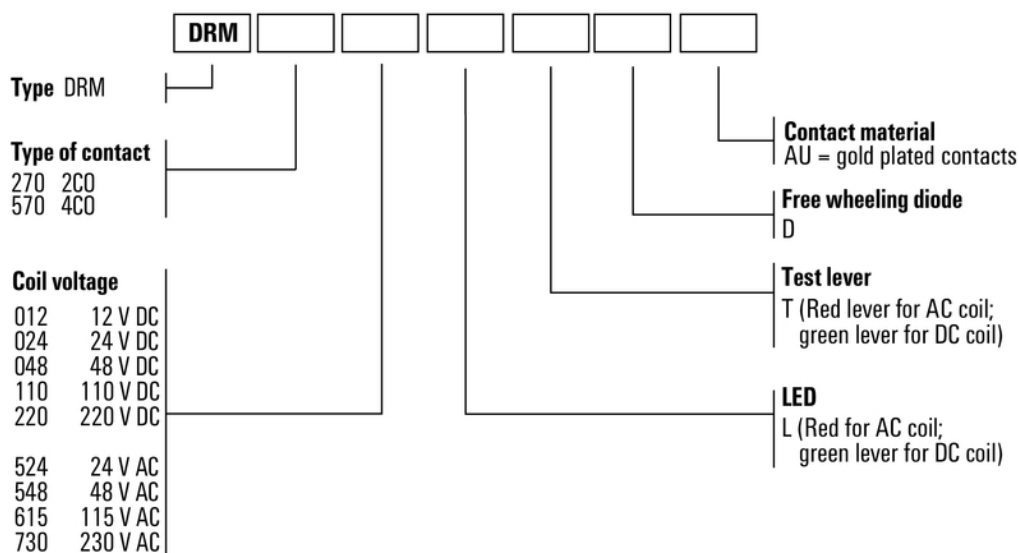 DRM
Type DRM
Type of contact
270 2CO
570 4CO
Coil voltage
012 12 V DC
024 24 V DC
048 48 V DC
110 110 V DC
220 220 V DC
524 24 V AC
548 48 V AC
615 115 V AC
730 230 V AC
Contact material
AU = gold plated contacts
Free wheeling diode
D
Test lever
T (Red lever for AC coil;
green lever for DC coil)
LED
L (Red for AC coil;
green lever for DC coil)